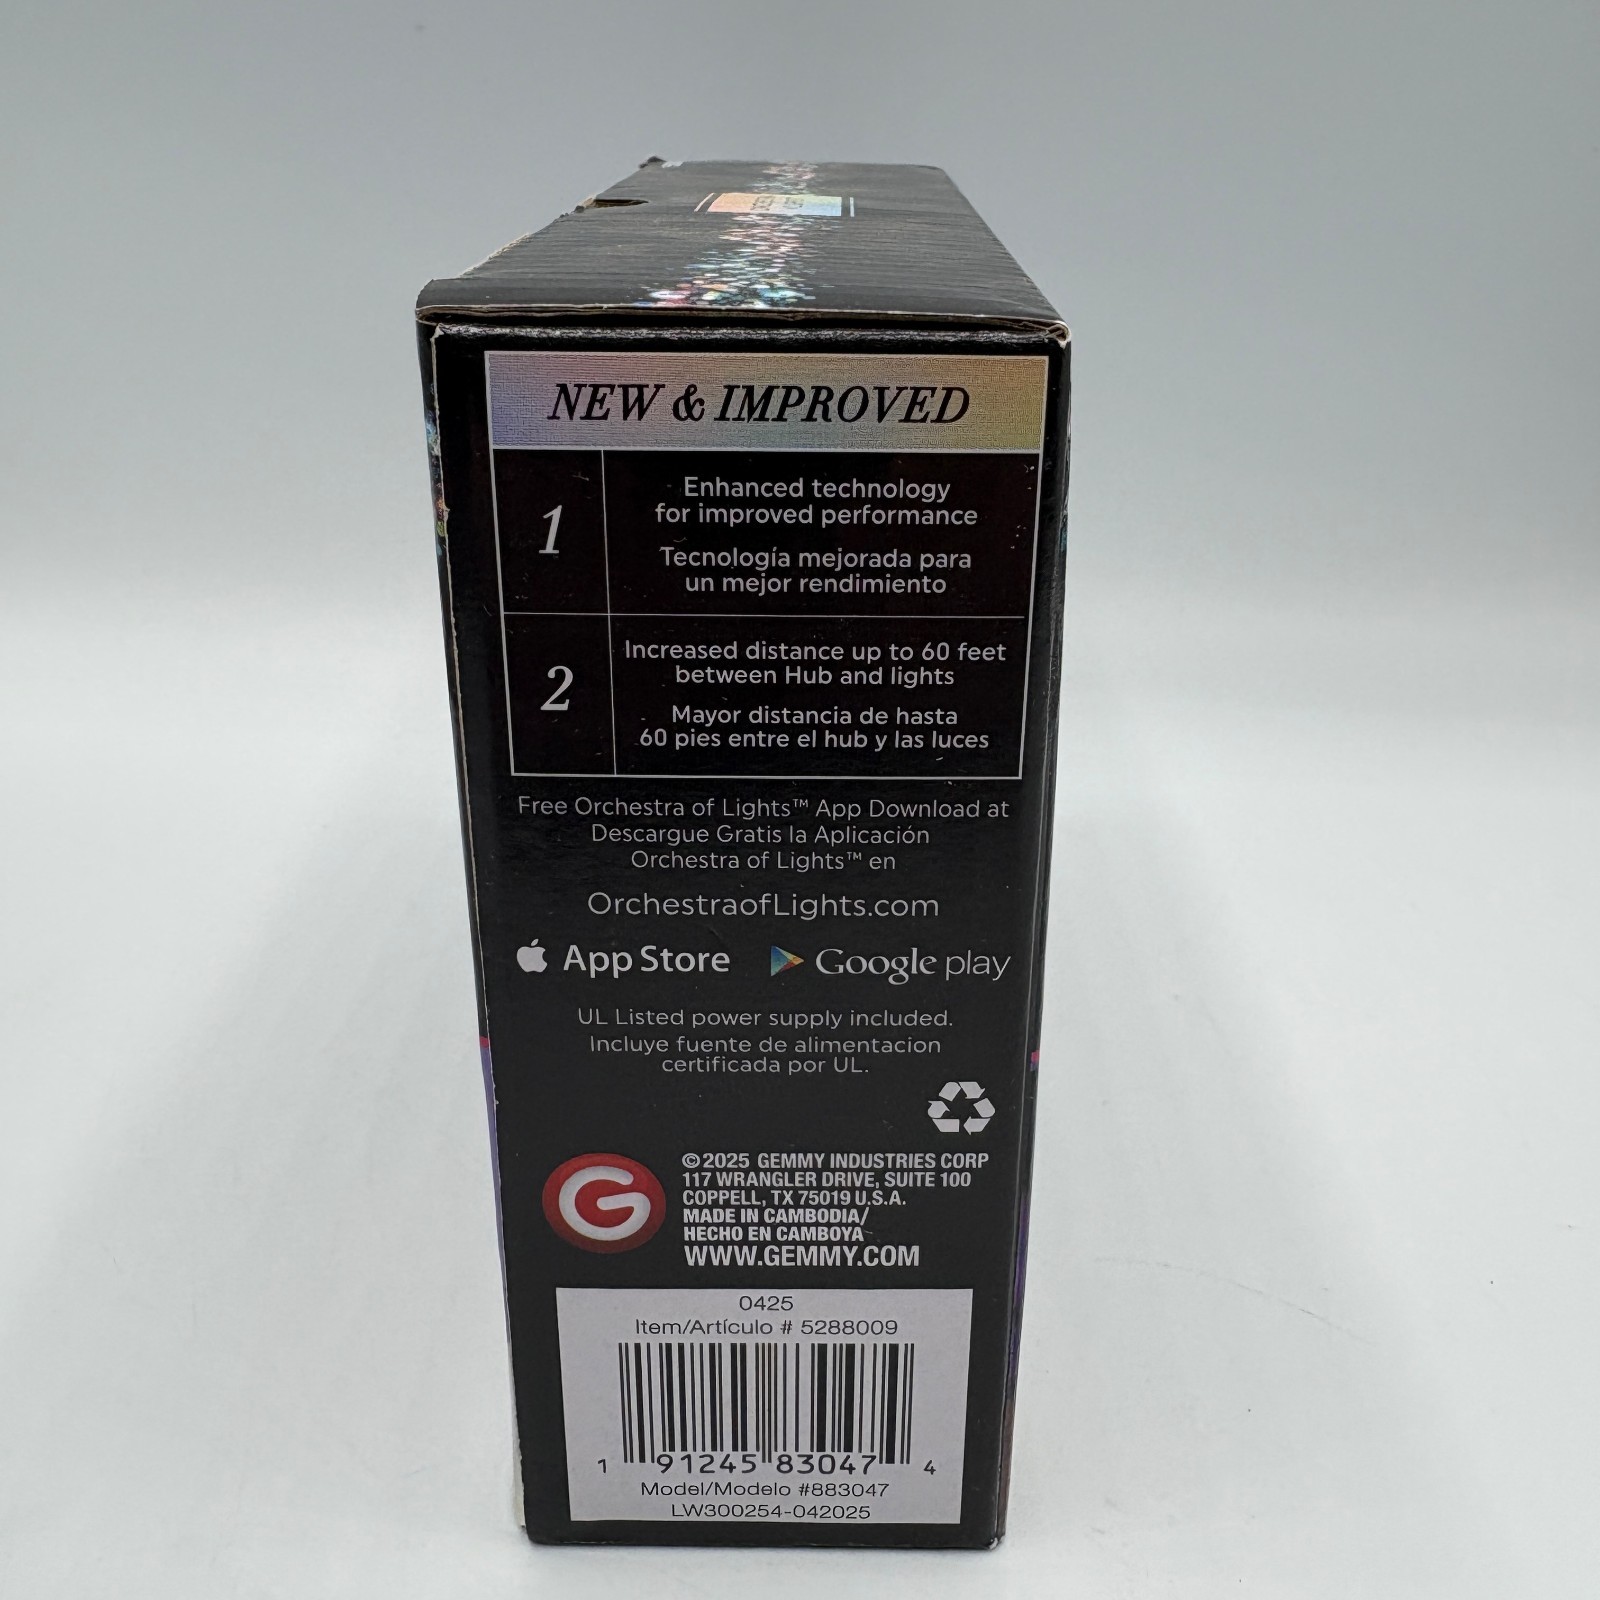 NEW & IMPROVED
1
Enhanced technology
for improved performance
Tecnología mejorada para
un mejor rendimiento
2
Increased distance up to 60 feet
between Hub and lights
Mayor distancia de hasta
60 pies entre el hub y las luces
Free Orchestra of Lights™ App Download at
Descargue Gratis la Aplicación
Orchestra of Lights™ en
OrchestraofLights.com
App Store Google play
UL Listed power supply included.
Incluye fuente de alimentacion
certificada por UL.
G
©2025 GEMMY INDUSTRIES CORP
117 WRANGLER DRIVE, SUITE 100
COPPELL, TX 75019 U.S.A.
MADE IN CAMBODIA/
HECHO EN CAMBOYA
WWW.GEMMY.COM
0425
Item/Artículo # 5288009
1 91245 83047 4
Model/Modelo #883047
LW300254-042025